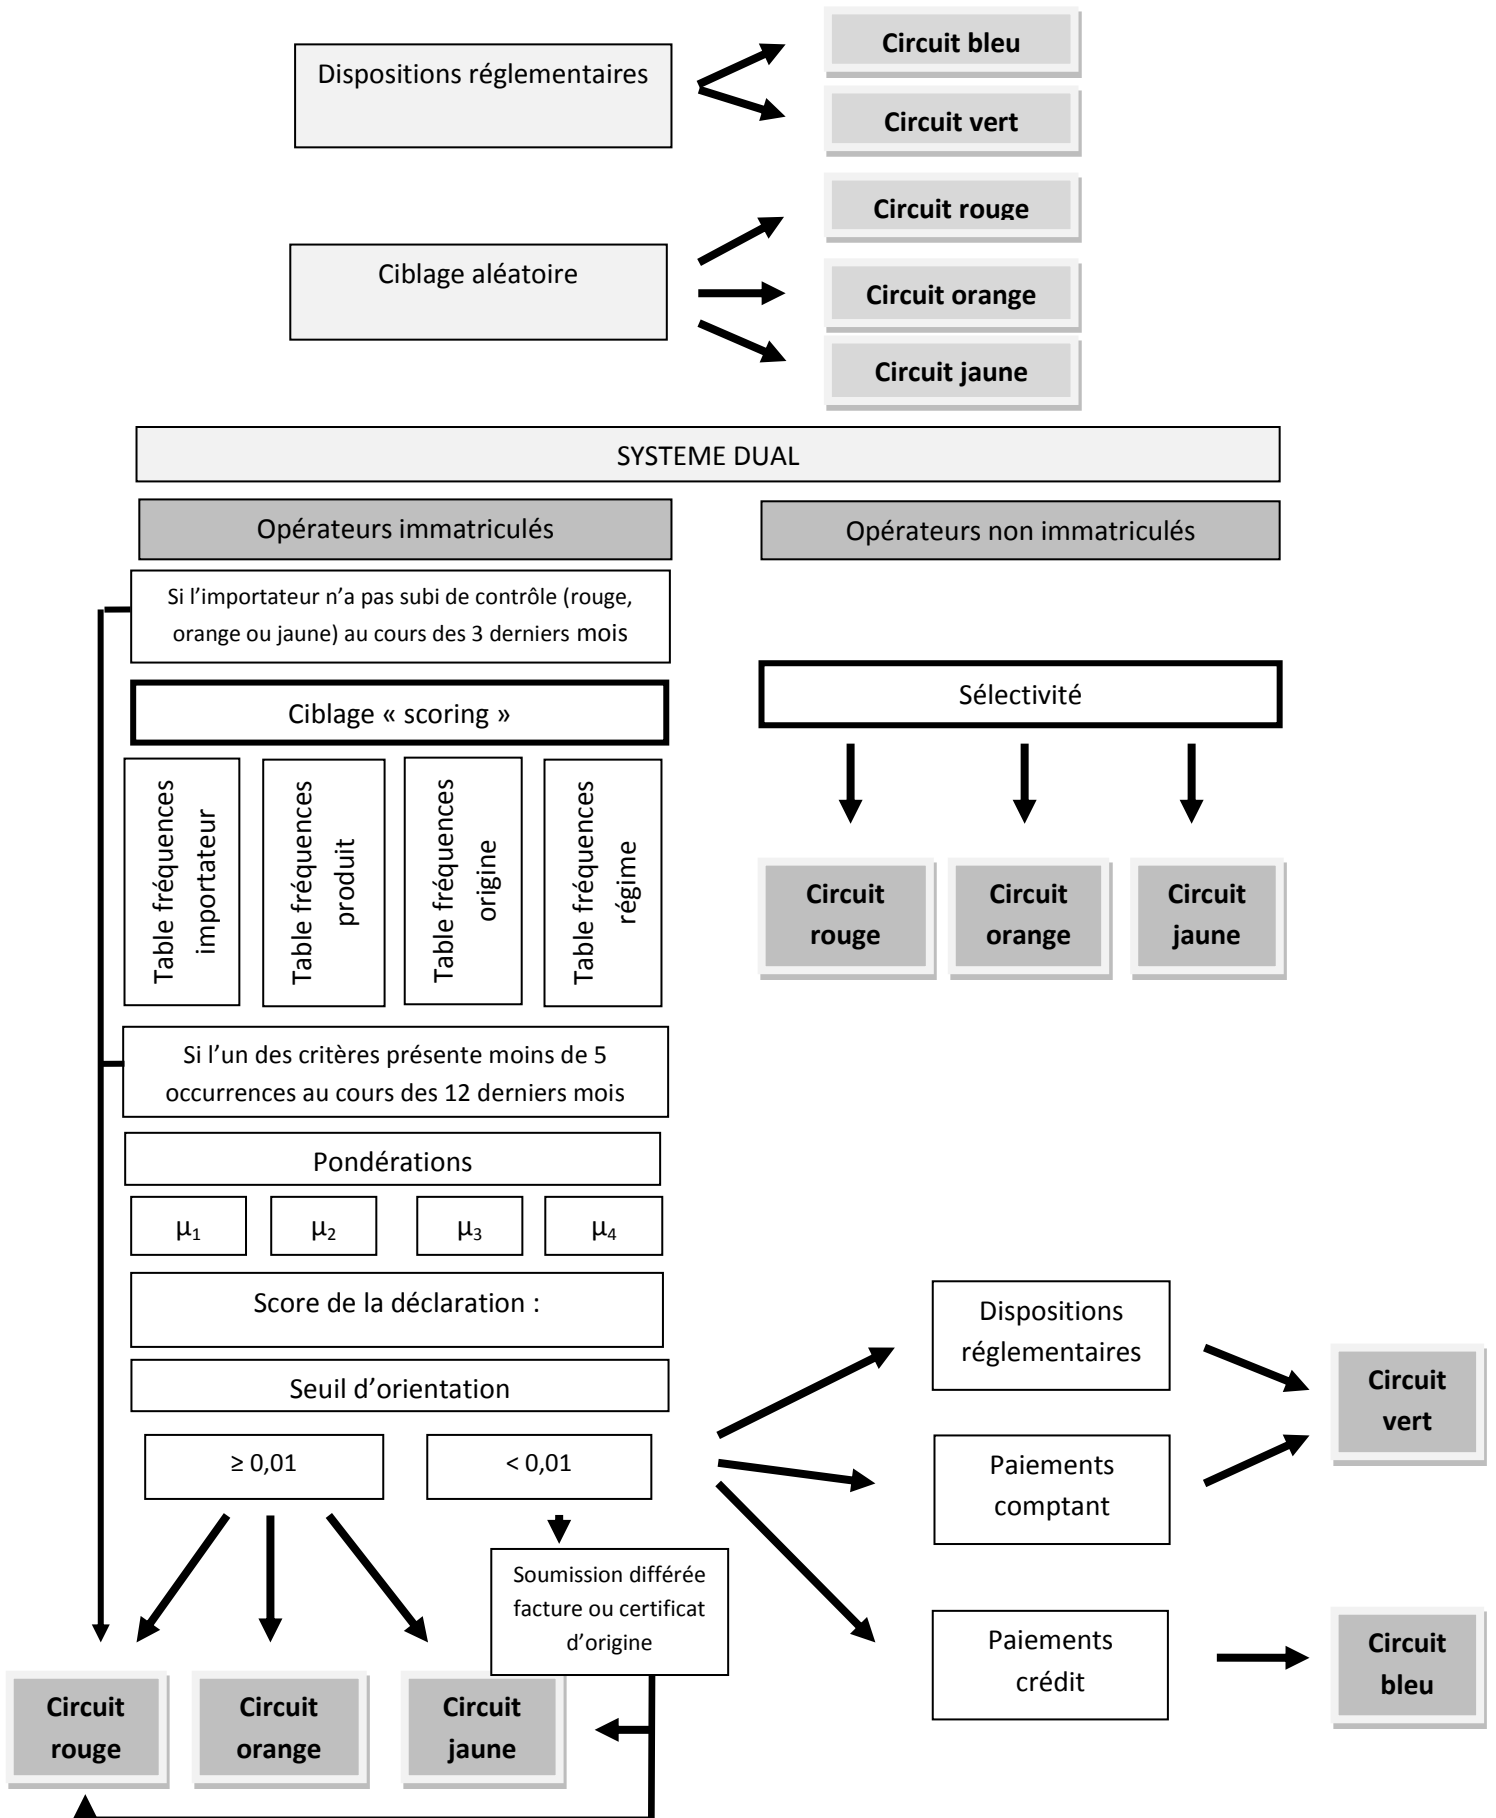 Dispositions réglementaires
Circuit bleu
Circuit vert
Ciblage aléatoire
Circuit rouge
Circuit orange
Circuit jaune
SYSTEME DUAL
Opérateurs immatriculés
Si l'importateur n'a pas subi de contrôle (rouge,
orange ou jaune) au cours des 3 derniers mois
Ciblage « scoring »
Table fréquences
importateur
Table fréquences
produit
Table fréquences
origine
Table fréquences
régime
Si l'un des critères présente moins de 5
occurrences au cours des 12 derniers mois
Pondérations
μ1
μ2
μ3
μ4
Score de la déclaration :
Seuil d'orientation
≥ 0,01
< 0,01
Soumission différée
facture ou certificat
d'origine
Circuit
rouge
Circuit
orange
Circuit
jaune
Opérateurs non immatriculés
Sélectivité
Circuit
rouge
Circuit
orange
Circuit
jaune
Dispositions
réglementaires
Paiements
comptant
Circuit
vert
Paiements
crédit
Circuit
bleu